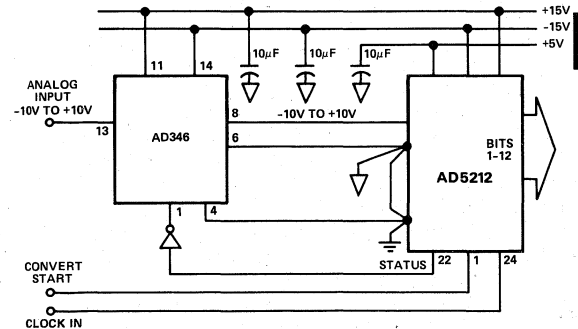 +15V
-15V
+5V
10μF
10μF
10μF
11
14
ANALOG
INPUT
-10V TO +10V
13
AD346
8
-10V TO +10V
6
BITS
1-12
AD5212
1
4
STATUS
22
1
24
CONVERT
START
CLOCK IN